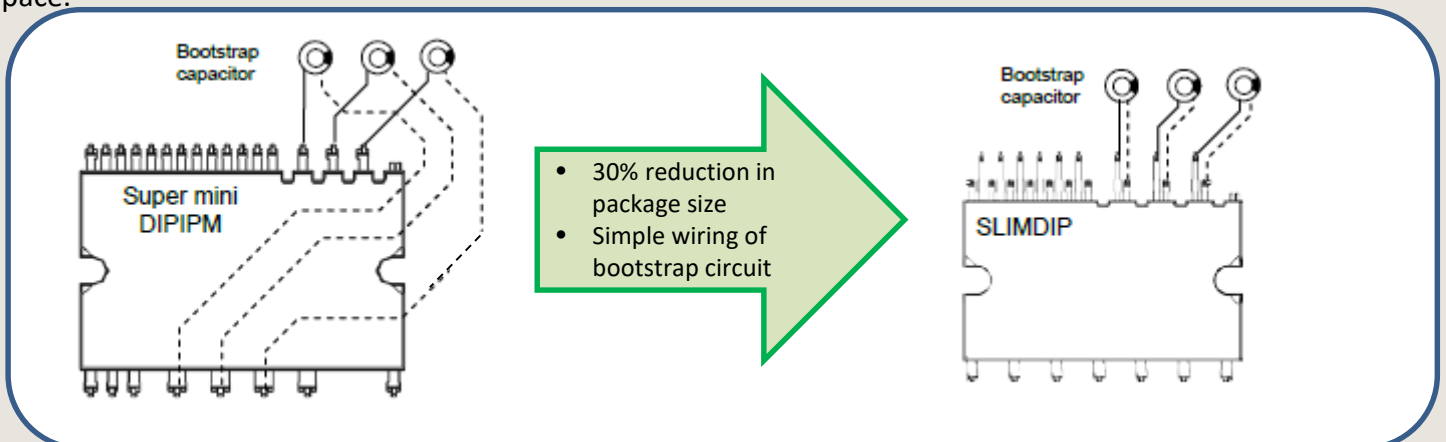 pace.
Bootstrap
capacitor
Super mini
DIPIPM
• 30% reduction in
package size
• Simple wiring of
bootstrap circuit
Bootstrap
capacitor
SLIMDIP